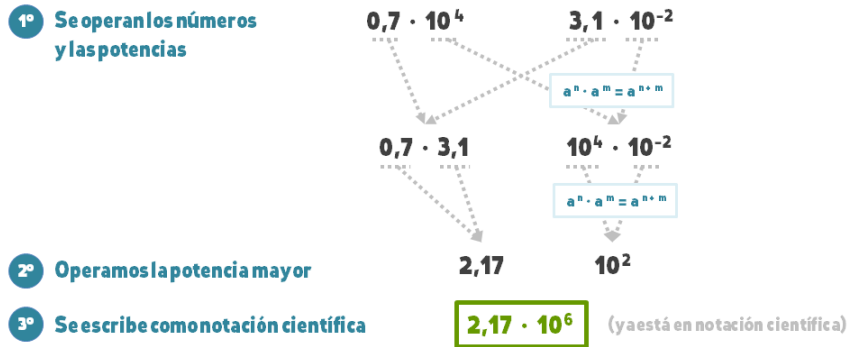 1º Se operan los números y las potencias
0,7 · 10⁴ 3,1 · 10⁻²
aⁿ · aᵐ = aⁿ⁺ᵐ
0,7 · 3,1 10⁴ · 10⁻²
aⁿ · aᵐ = aⁿ⁺ᵐ
2º Operamos la potencia mayor 2,17 10²
3º Se escribe como notación científica 2,17 · 10⁶ (ya está en notación científica)